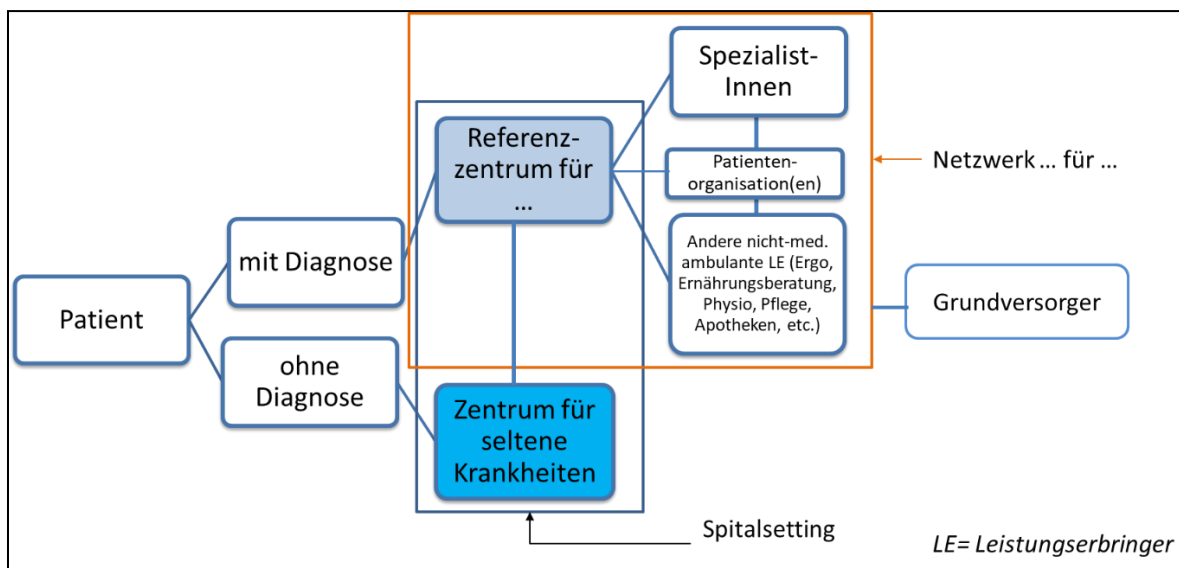 Patient
mit Diagnose
ohne
Diagnose
Referenz-
zentrum für
...
Zentrum für
seltene
Krankheiten
Spezialist-
Innen
Patienten-
organisation(en)
Andere nicht-med.
ambulante LE (Ergo,
Ernährungsberatung,
Physio, Pflege,
Apotheken, etc.)
Netzwerk ... für ...
Grundversorger
Spitalsetting
LE= Leistungserbringer